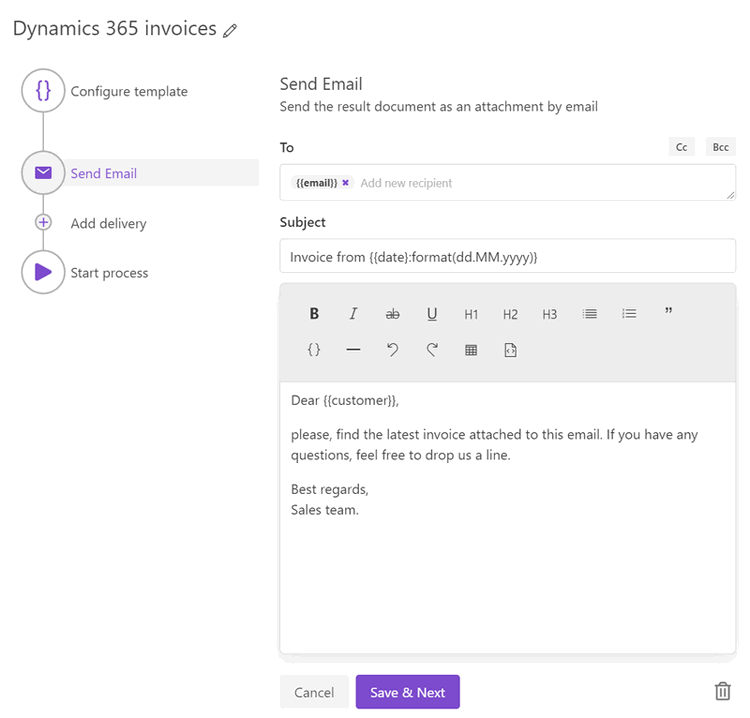 Dynamics 365 invoices
{} Configure template
Send Email
Add delivery
Start process
Send Email
Send the result document as an attachment by email
To
Cc Bcc
{{email}} × Add new recipient
Subject
Invoice from {{date}:format(dd.MM.yyyy)}
B I ab U H1 H2 H3 ”
{}
Dear {{customer}},
please, find the latest invoice attached to this email. If you have any
questions, feel free to drop us a line.
Best regards,
Sales team.
Cancel Save & Next